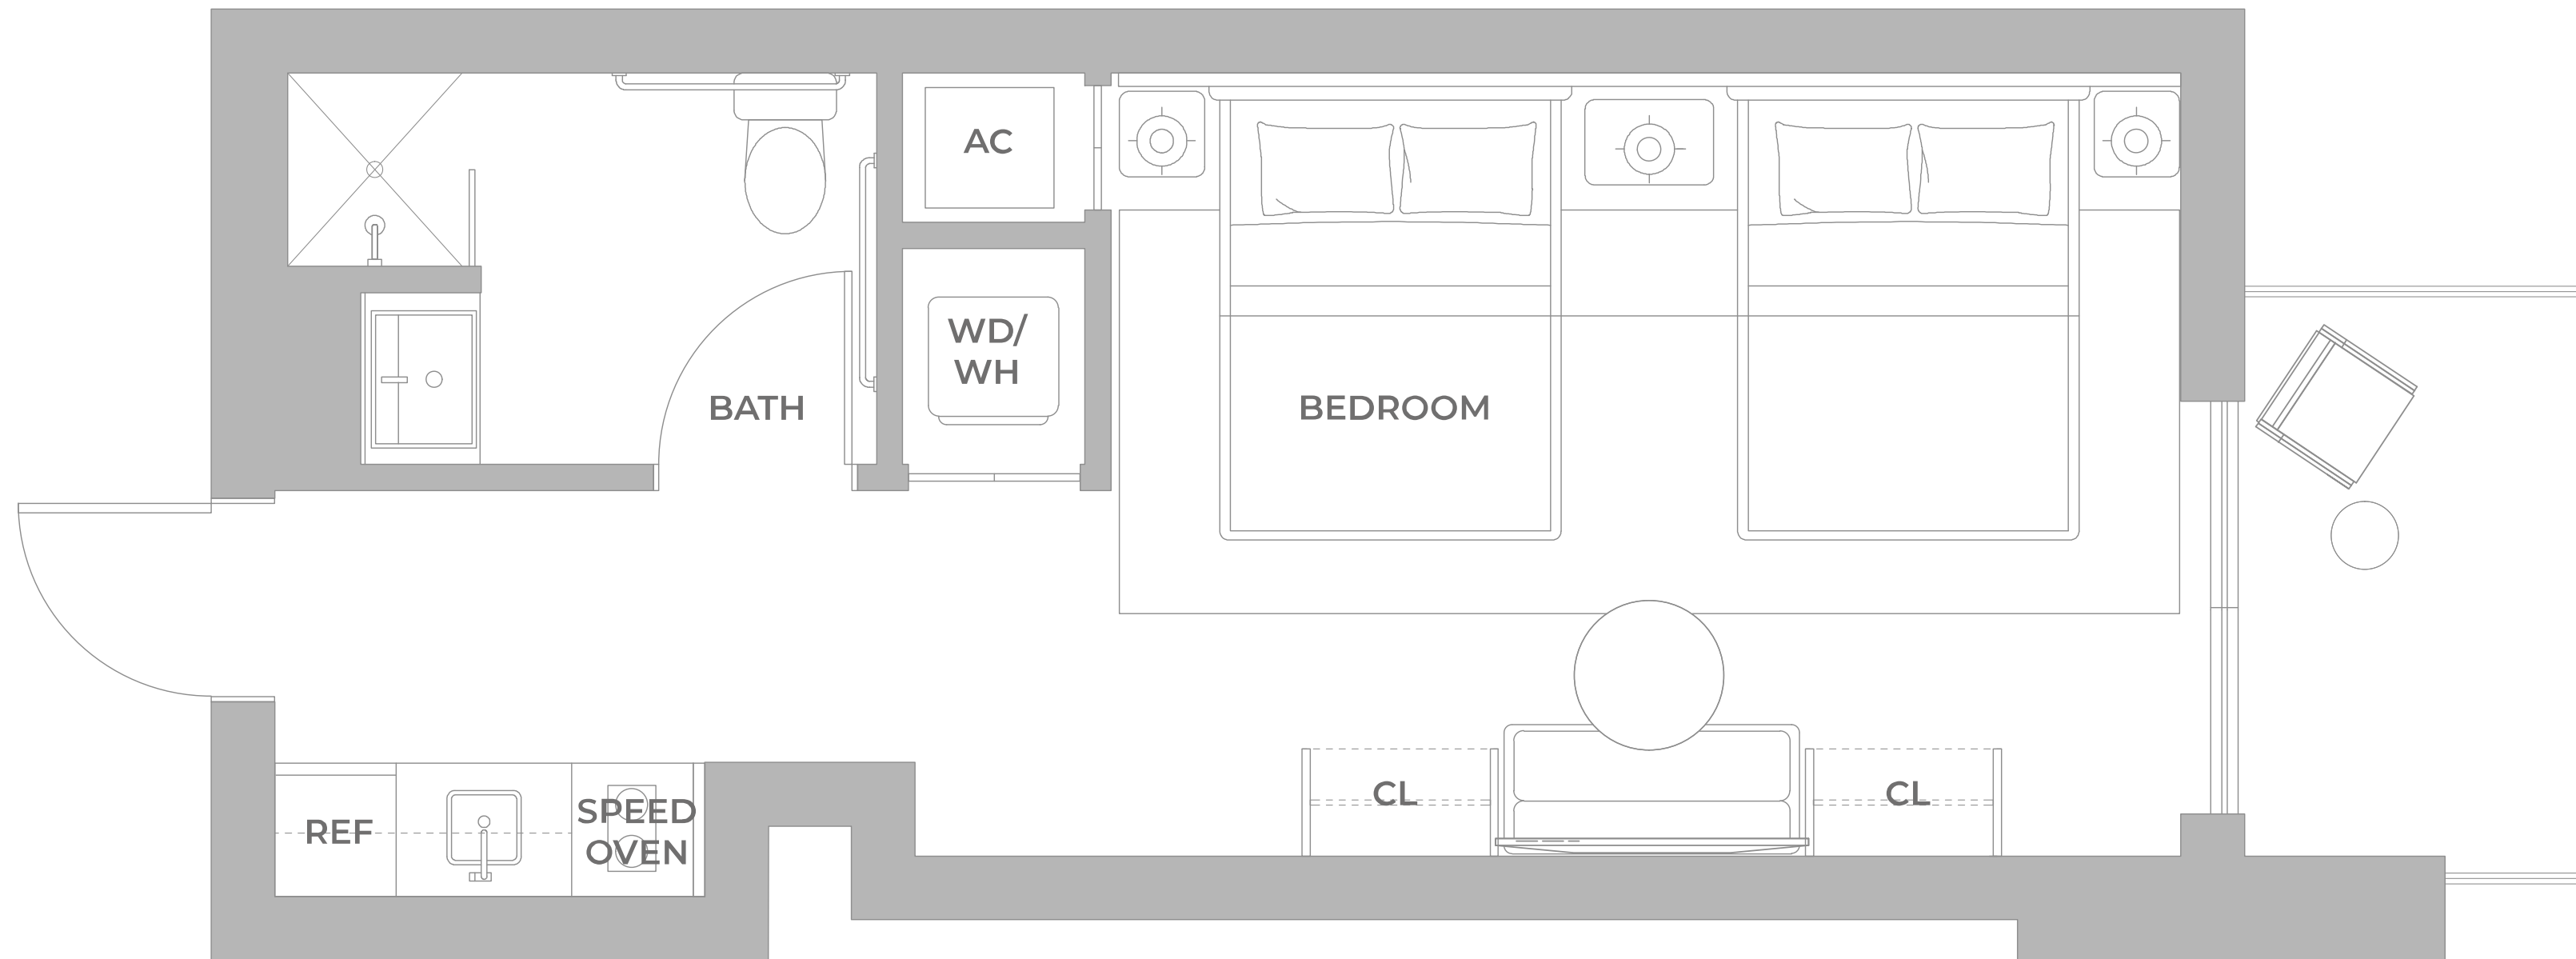 AC
WD/
WH
BATH
BEDROOM
REF
SPEED
OVEN
CL
CL